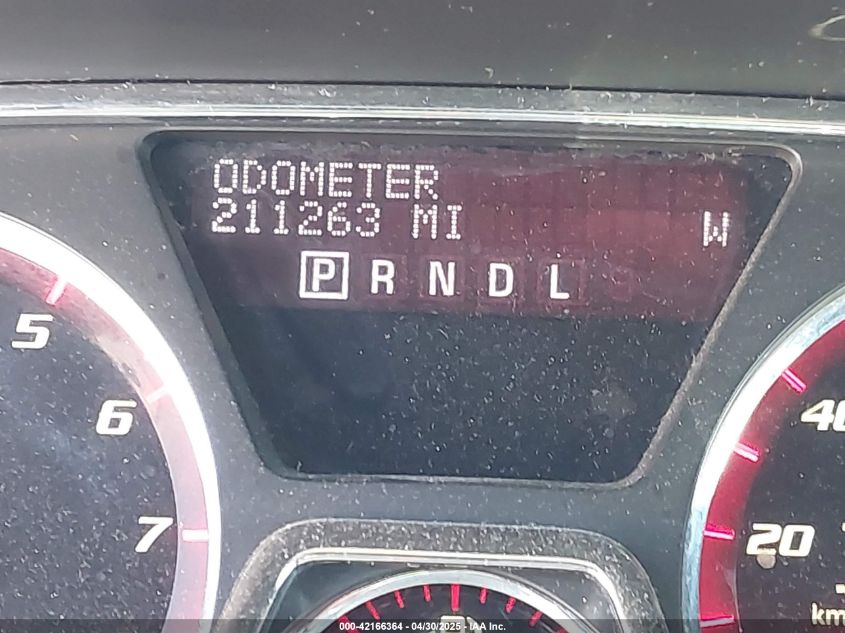 ODOMETER
211263 MI
W
P R N D L
5
6
7
40
20
km
000-42166364 - 04/30/2025 - IAA Inc.